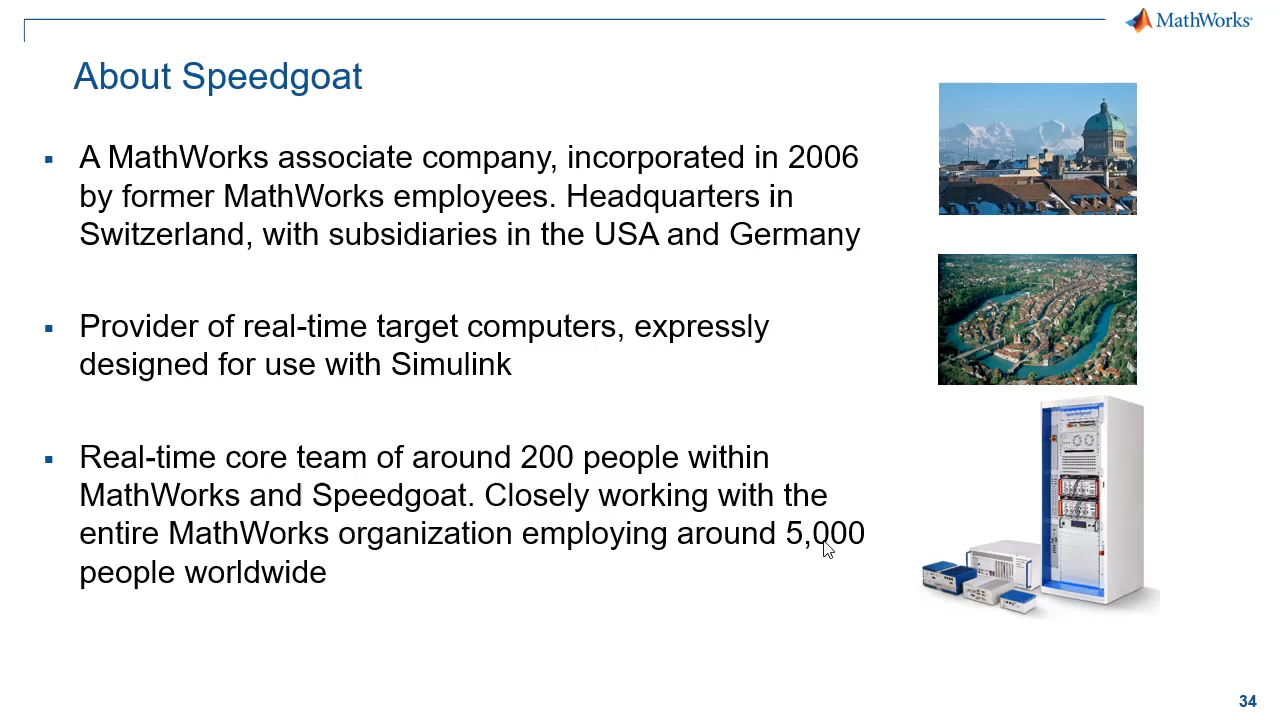 MathWorks
About Speedgoat
▪ A MathWorks associate company, incorporated in 2006
by former MathWorks employees. Headquarters in
Switzerland, with subsidiaries in the USA and Germany
▪ Provider of real-time target computers, expressly
designed for use with Simulink
▪ Real-time core team of around 200 people within
MathWorks and Speedgoat. Closely working with the
entire MathWorks organization employing around 5,000
people worldwide
speedgoat
34